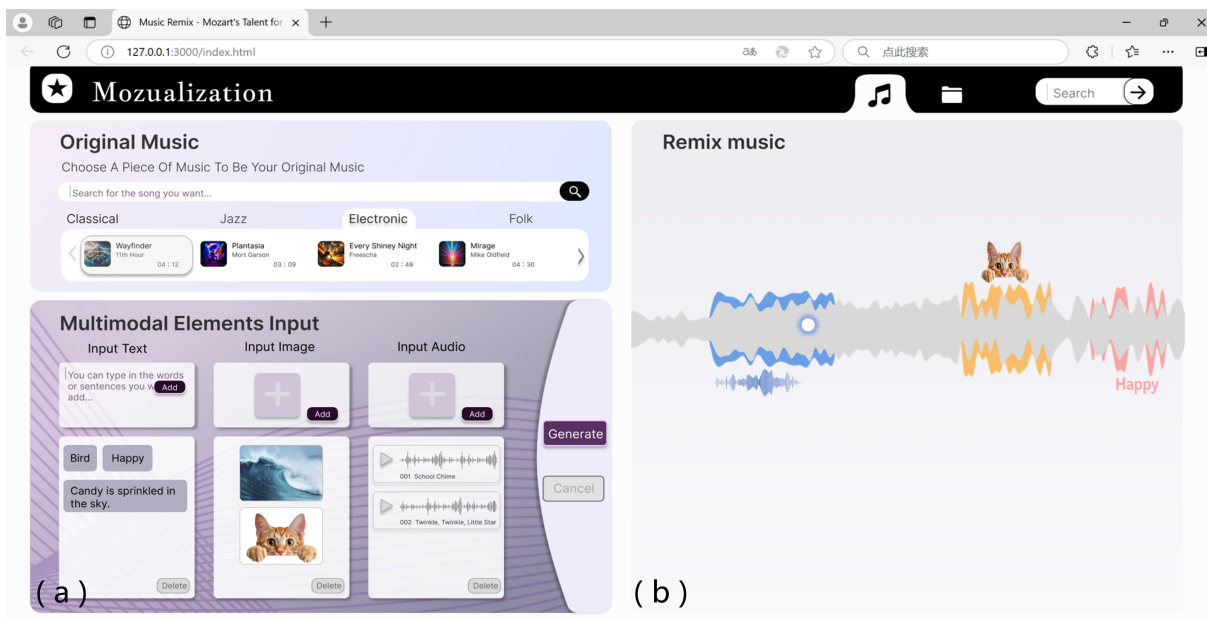 Music Remix - Mozart's Talent for
127.0.0.1:3000/index.html
aあ
点此搜索
Mozualization
Search
Original Music
Choose A Piece Of Music To Be Your Original Music
Search for the song you want...
Classical
Jazz
Electronic
Folk
Wayfinder
11th Hour
04 : 12
Plantasia
Mort Garson
03 : 09
Every Shiney Night
Freescha
02 : 48
Mirage
Mike Oldfield
04 : 30
Multimodal Elements Input
Input Text
Input Image
Input Audio
You can type in the words
or sentences you w
add...
Add
Add
Add
Bird
Happy
Candy is sprinkled in
the sky.
001 School Chime
002 Twinkle, Twinkle, Little Star
Delete
Delete
Delete
Generate
Cancel
( a )
Remix music
Happy
( b )